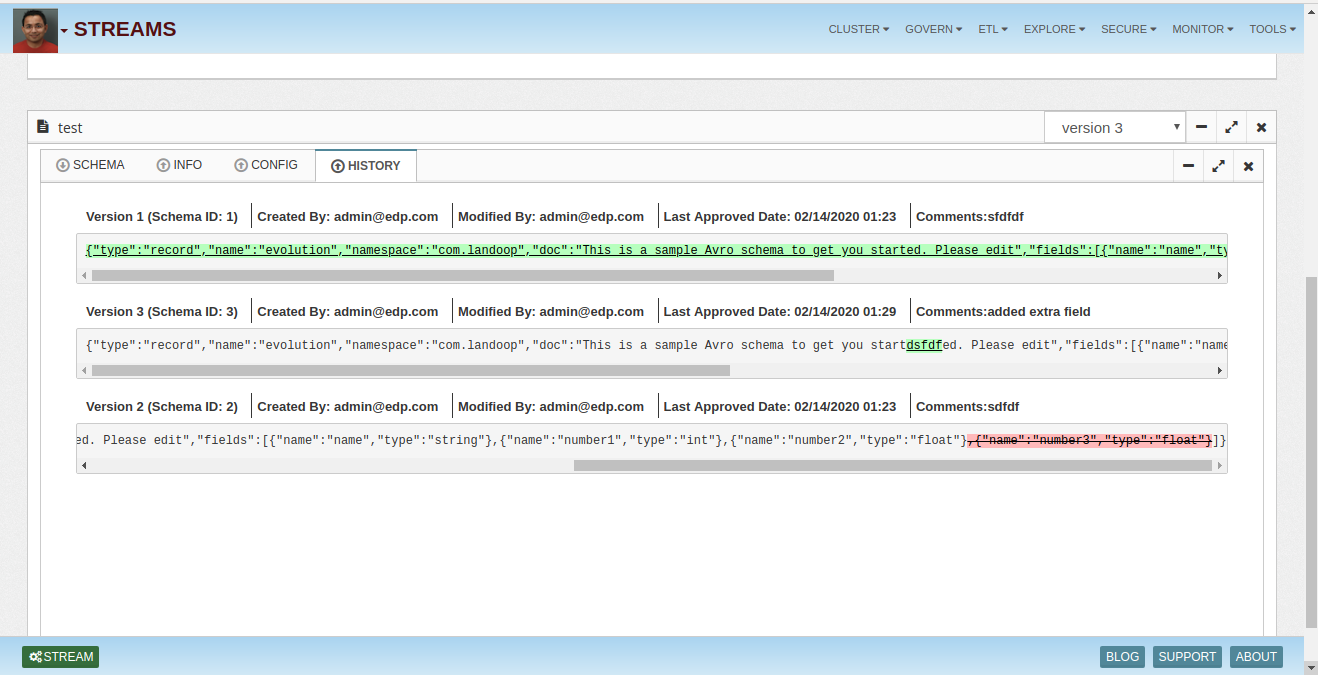 STREAMS CLUSTER GOVERN ETL EXPLORE SECURE MONITOR TOOLS
test version 3
SCHEMA INFO CONFIG HISTORY
Version 1 (Schema ID: 1) Created By: admin@edp.com Modified By: admin@edp.com Last Approved Date: 02/14/2020 01:23 Comments:sfdfdf
{"type":"record","name":"evolution","namespace":"com.landoop","doc":"This is a sample Avro schema to get you started. Please edit","fields":[{"name":"name","ty
Version 3 (Schema ID: 3) Created By: admin@edp.com Modified By: admin@edp.com Last Approved Date: 02/14/2020 01:29 Comments:added extra field
{"type":"record","name":"evolution","namespace":"com.landoop","doc":"This is a sample Avro schema to get you startdsfdfed. Please edit","fields":[{"name":"name
Version 2 (Schema ID: 2) Created By: admin@edp.com Modified By: admin@edp.com Last Approved Date: 02/14/2020 01:23 Comments:sdfdf
ed. Please edit","fields":[{"name":"name","type":"string"},{"name":"number1","type":"int"},{"name":"number2","type":"float"},{"name":"number3","type":"float"}]}
STREAM BLOG SUPPORT ABOUT